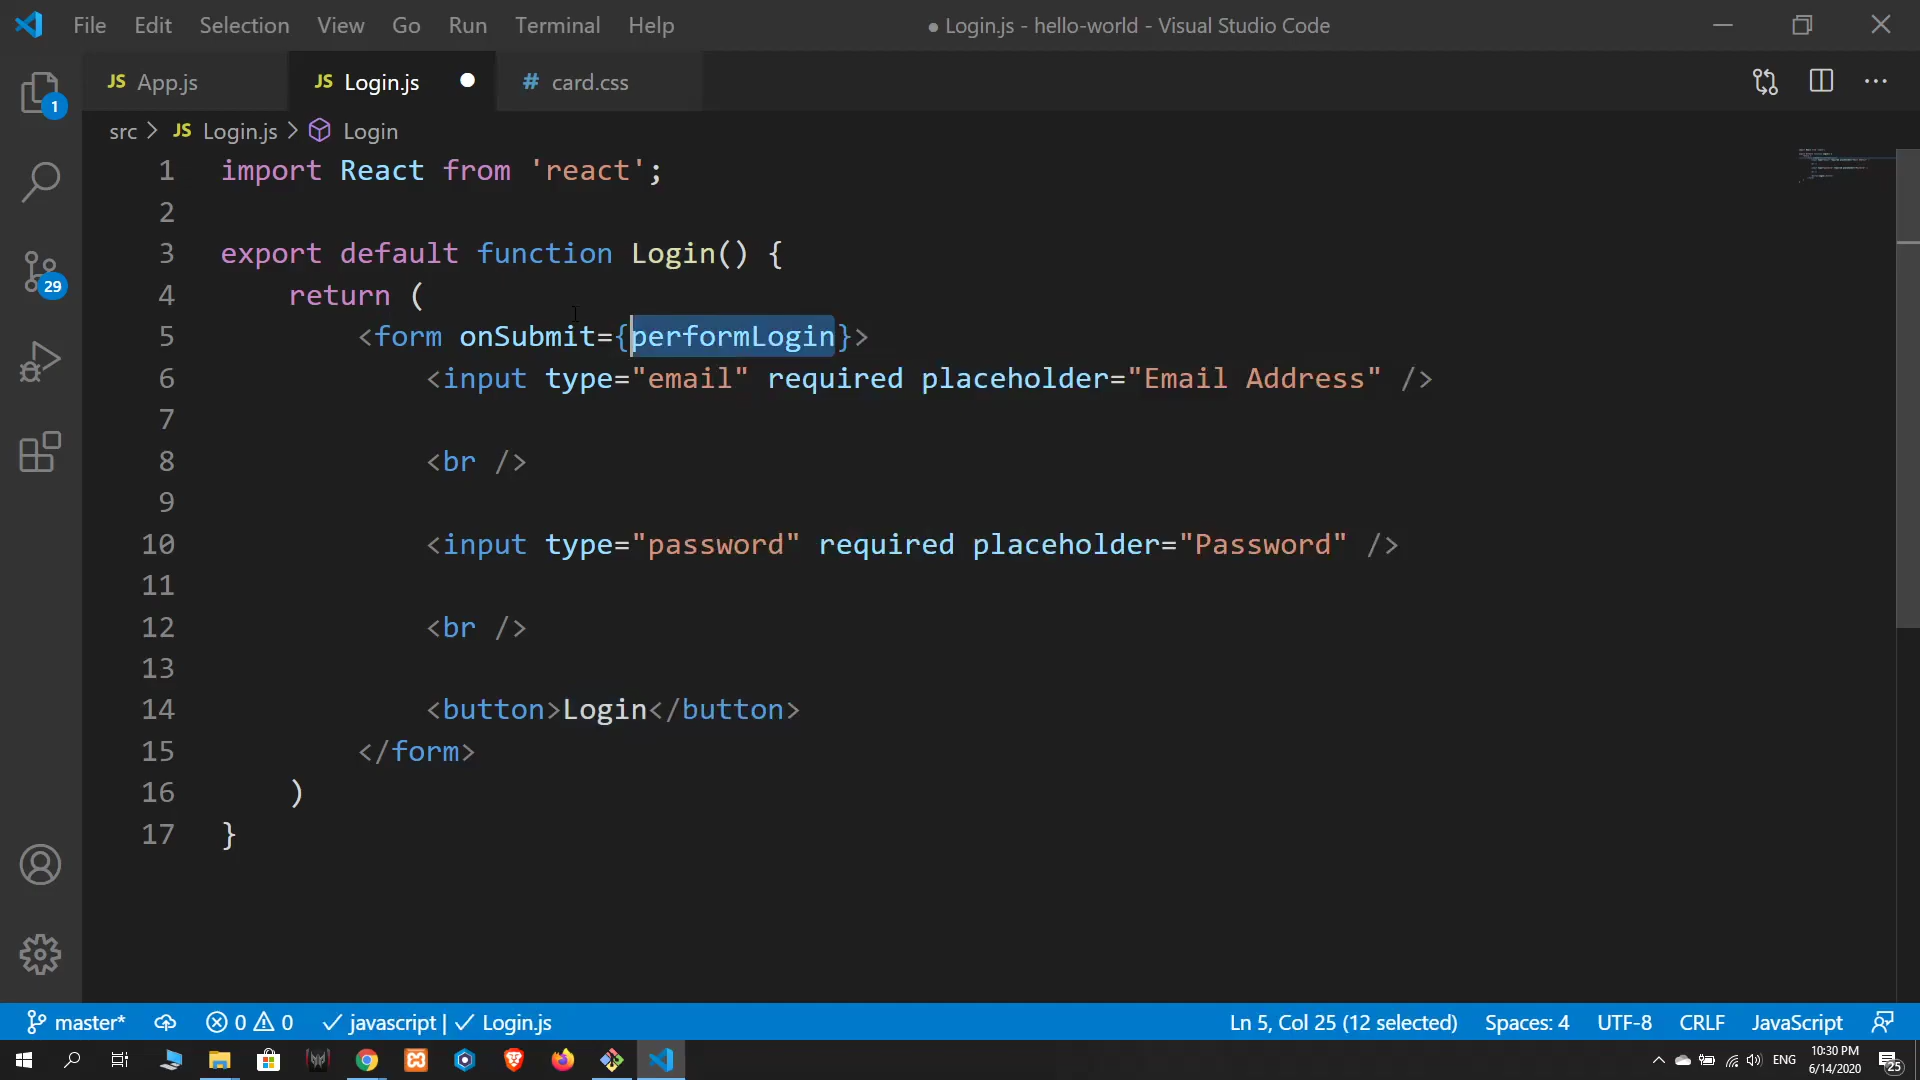 File Edit Selection View Go Run Terminal Help ● Login.js - hello-world - Visual Studio Code
JS App.js JS Login.js # card.css
1
src > JS Login.js > Login
1 import React from 'react';
2
3 export default function Login() {
4 return (
5 <form onSubmit={performLogin}>
6 <input type="email" required placeholder="Email Address" />
7
8 <br />
9
10 <input type="password" required placeholder="Password" />
11
12 <br />
13
14 <button>Login</button>
15 </form>
16 )
17 }
29
master* 0 0 javascript | Login.js Ln 5, Col 25 (12 selected) Spaces: 4 UTF-8 CRLF JavaScript
ENG 10:30 PM
6/14/2020
25